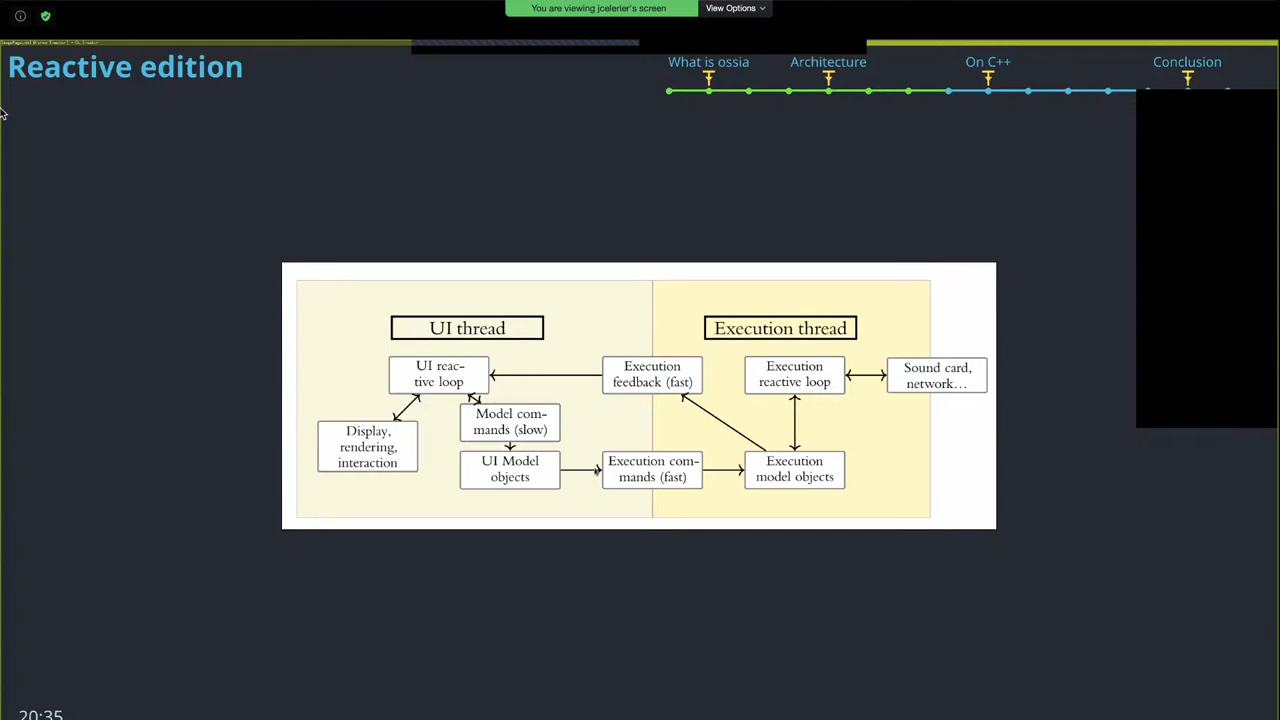 You are viewing jcelerier's screen
View Options
Reactive edition
What is ossia
Architecture
On C++
Conclusion
UI thread
Execution thread
UI reac-
tive loop
Execution
feedback (fast)
Execution
reactive loop
Sound card,
network…
Model com-
mands (slow)
Display,
rendering,
interaction
UI Model
objects
Execution com-
mands (fast)
Execution
model objects
20:35